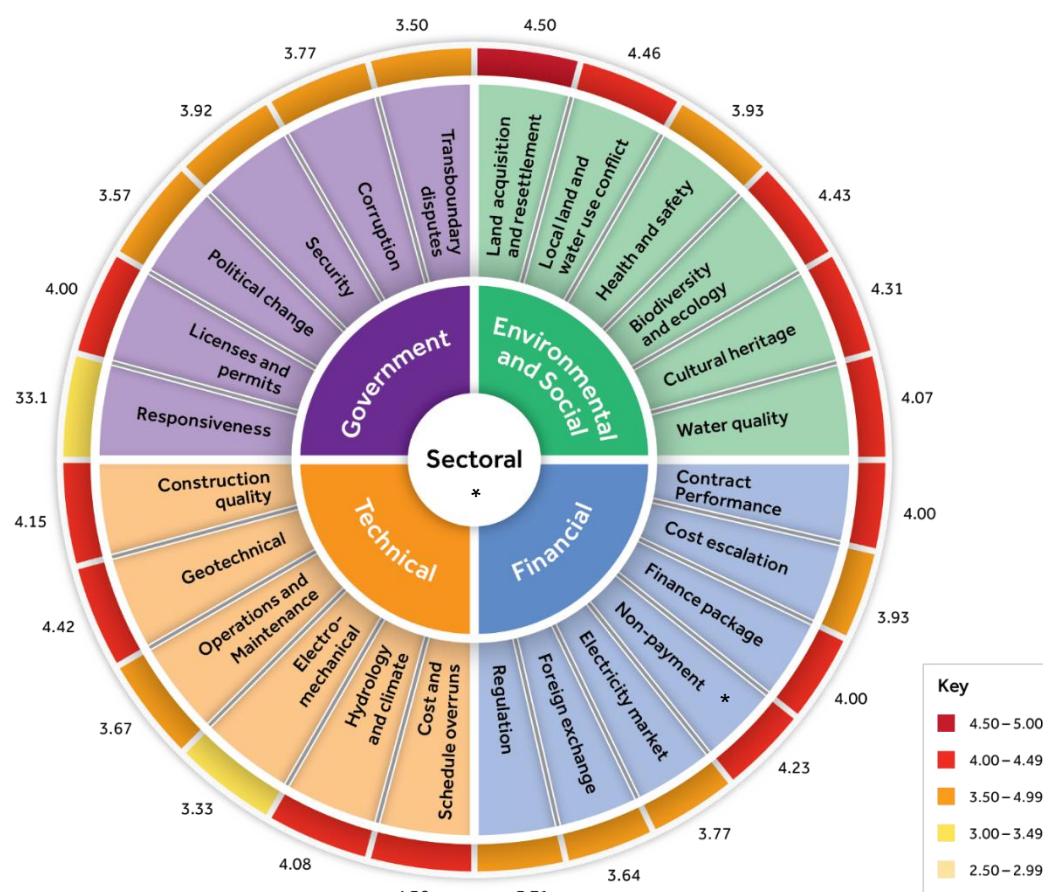 3.50
4.50
3.77
4.46
3.92
3.93
3.57
4.43
4.00
4.31
33.1
4.07
4.15
4.00
4.42
3.93
3.67
4.00
3.33
4.23
4.08
3.77
3.64
Government
Transboundary
disputes
Corruption
Security
Political change
Licenses and
permits
Responsiveness
Environmental
and Social
Land acquisition
and resettlement
Local land and
water use conflict
Health and safety
Biodiversity
and ecology
Cultural heritage
Water quality
Sectoral
*
Technical
Construction
quality
Geotechnical
Operations and
Maintenance
Electro-
mechanical
Hydrology
and climate
Cost and
Schedule overruns
Financial
Contract
Performance
Cost escalation
Finance package
Non-payment *
Electricity market
Foreign exchange
Regulation
Key
4.50 – 5.00
4.00 – 4.49
3.50 – 4.99
3.00 – 3.49
2.50 – 2.99